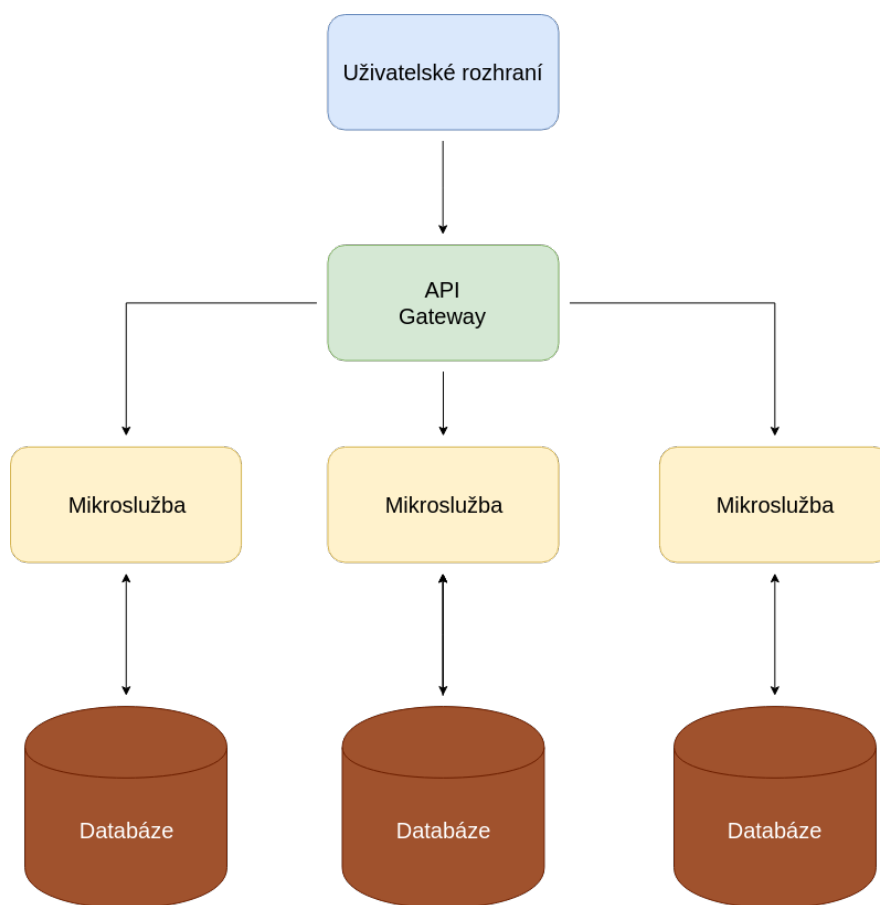 Uživatelské rozhraní
API
Gateway
Mikroslužba
Mikroslužba
Mikroslužba
Databáze
Databáze
Databáze